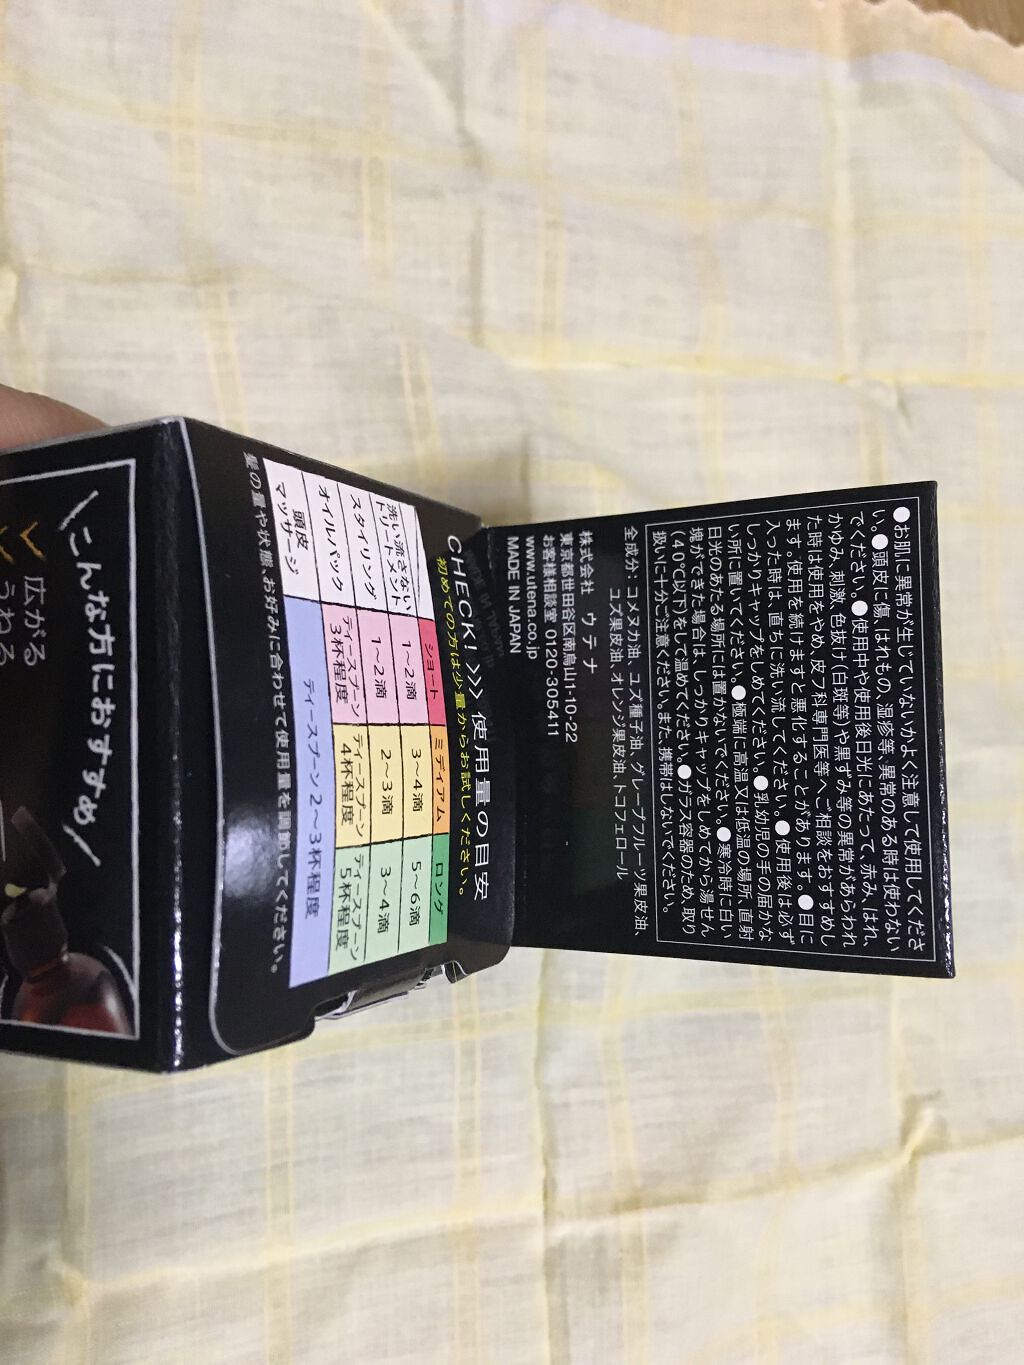 ●お肌に異常が生じていないかよく注意して使用してくださ
い。●頭皮に傷、はれもの、湿疹等、異常のある時は使わない
でください。●使用中や使用後日光にあたって、赤み、はれ、
かゆみ、刺激、色抜け(白斑等)や黒ずみ等の異常があらわれ
た時は使用をやめ、皮フ科専門医等へご相談をおすすめし
ます。使用を続けますと悪化することがあります。●目に
入った時は、直ちに洗い流してください。●使用後は必ず
しっかりキャップをしめてください。●乳幼児の手の届かな
い所に置いてください。●極端に高温又は低温の場所、直射
日光のあたる場所には置かないでください。●寒冷時に白い
塊ができた場合は、しっかりキャップをしめてから湯せん
(40℃以下)をして温めてください。●ガラス容器のため、取り
扱いに十分ご注意ください。また、携帯はしないでください。
全成分:コメヌカ油、ユズ種子油、グレープフルーツ果皮油、
ユズ果皮油、オレンジ果皮油、トコフェロール
株式会社 ウテナ
東京都世田谷区南烏山1-10-22
お客様相談室 0120-305411
www.utena.co.jp
MADE IN JAPAN
CHECK! >>> 使用量の目安
初めての方は少量からお試しください。
ショート ミディアム ロング
洗い流さない
トリートメント 1~2滴 3~4滴 5~6滴
スタイリング 1~2滴 2~3滴 3~4滴
オイルパック ティースプーン 3杯程度 ティースプーン 4杯程度 ティースプーン 5杯程度
頭皮
マッサージ ティースプーン2~3杯程度
髪の量や状態、お好みに合わせて使用量を調節してください。
\こんな方におすすめ/
広がる
うねる